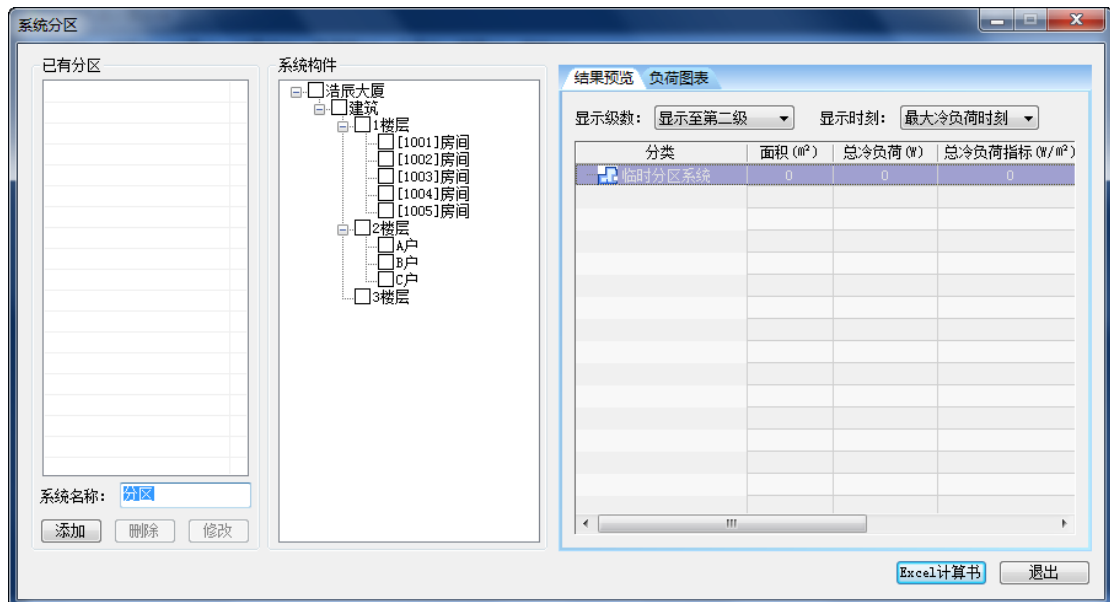 系统分区
已有分区
系统名称：
分区
添加 删除 修改
系统构件
浩辰大厦
建筑
1楼层
[1001]房间
[1002]房间
[1003]房间
[1004]房间
[1005]房间
2楼层
A户
B户
C户
3楼层
结果预览 负荷图表
显示级数： 显示至第二级 显示时刻： 最大冷负荷时刻
分类 面积(㎡) 总冷负荷(W) 总冷负荷指标(W/㎡)
临时分区系统 0 0 0
Excel计算书 退出